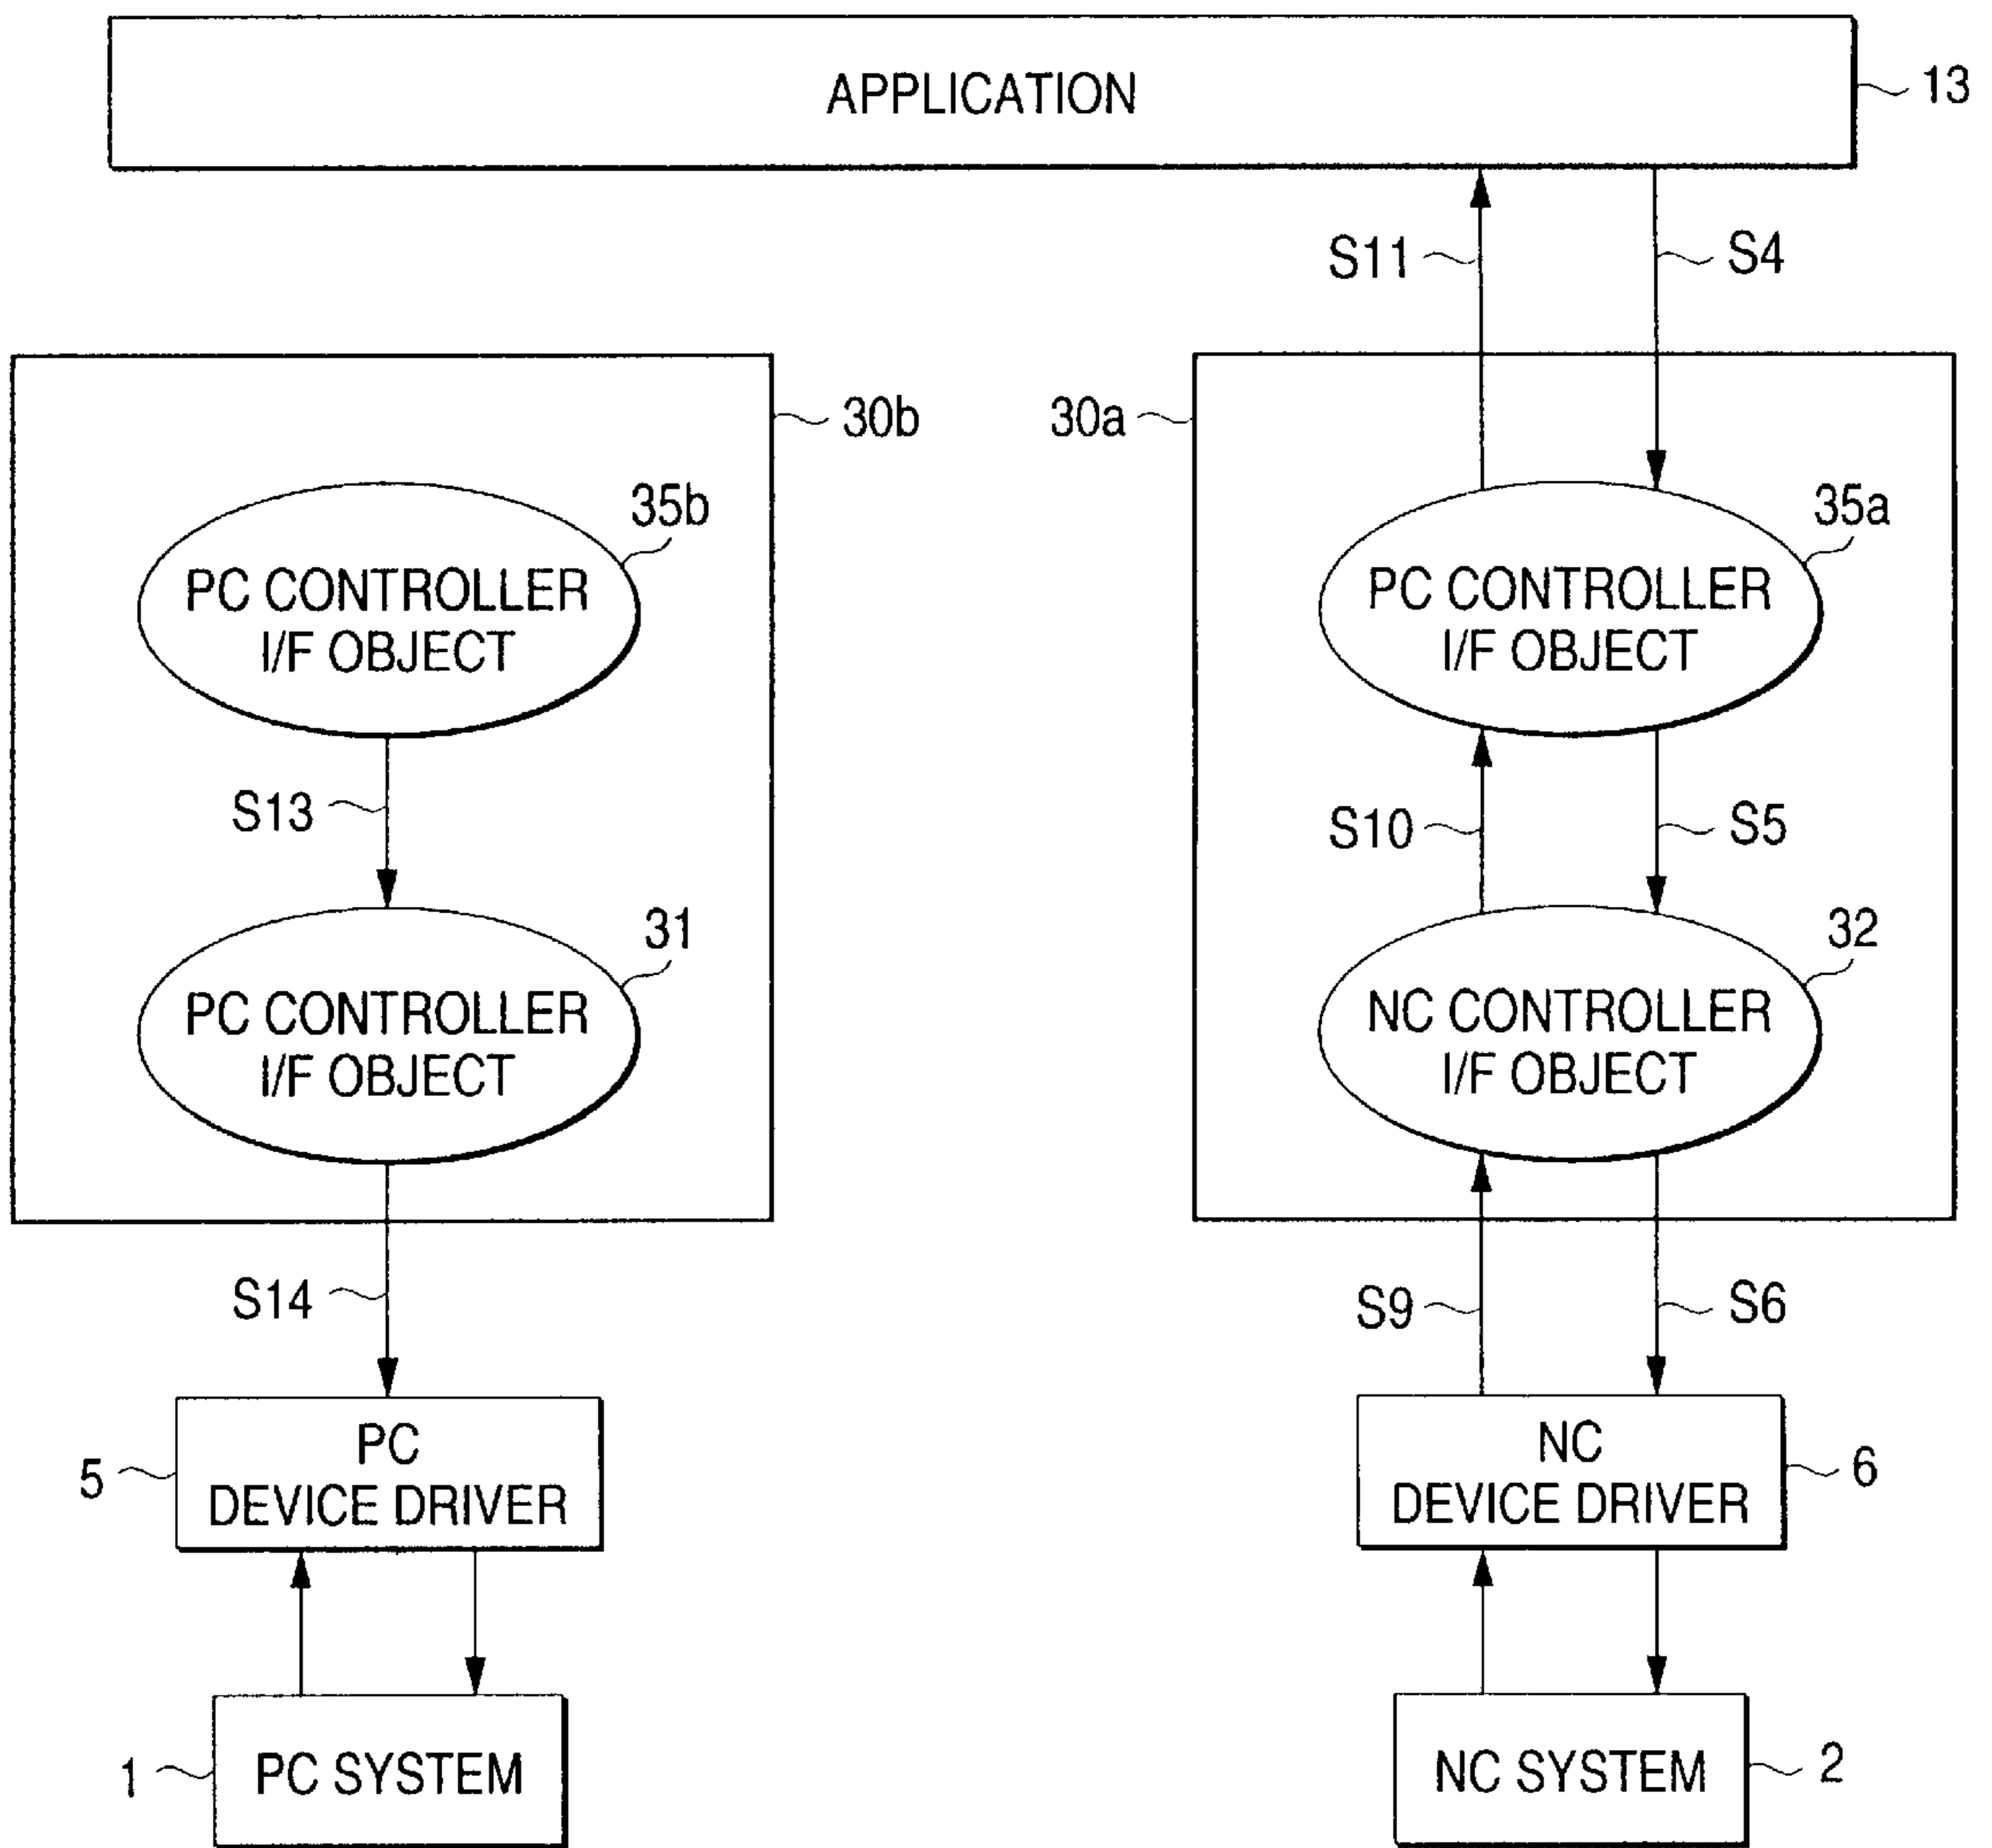 APPLICATION
13
S11
S4
30b
30a
35b
35a
PC CONTROLLER
I/F OBJECT
PC CONTROLLER
I/F OBJECT
S13
S10
S5
31
32
PC CONTROLLER
I/F OBJECT
NC CONTROLLER
I/F OBJECT
S14
S9
S6
5
PC
DEVICE DRIVER
NC
DEVICE DRIVER
6
1
PC SYSTEM
NC SYSTEM
2